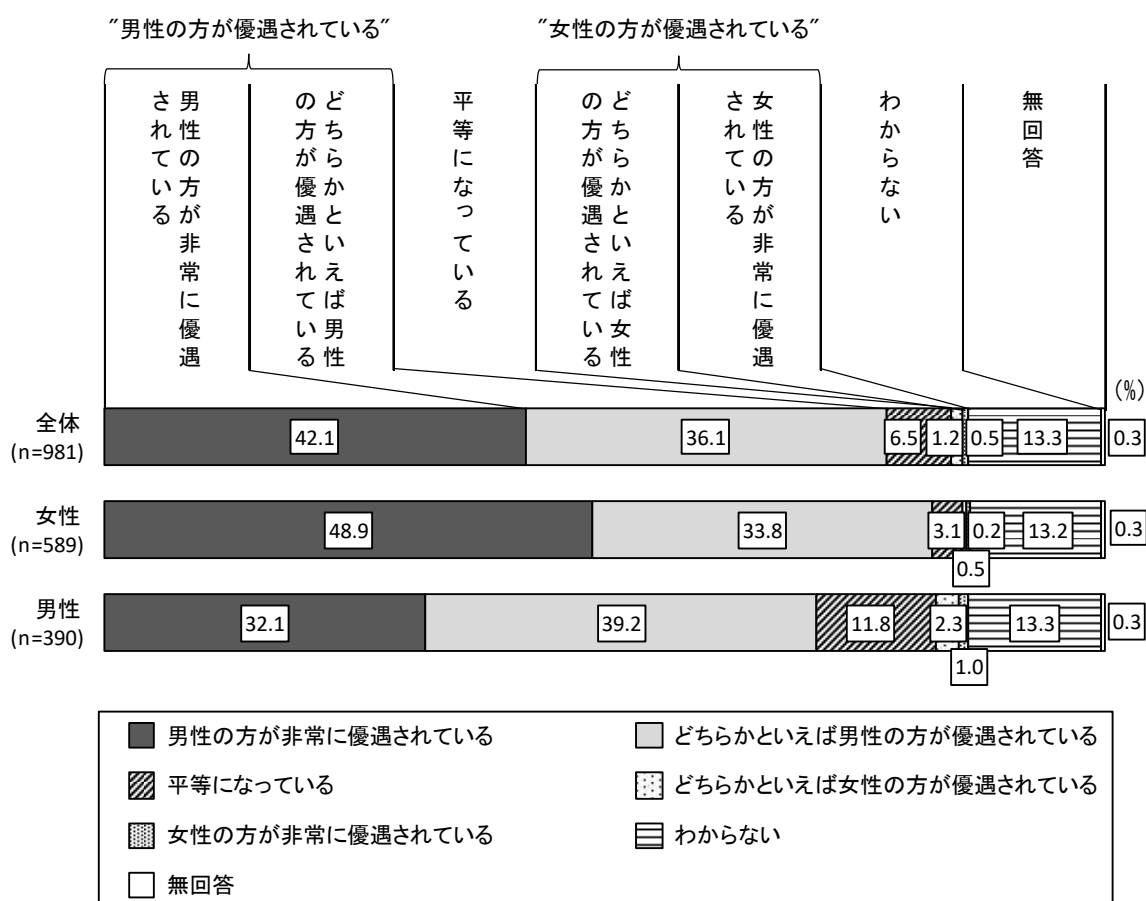 "男性の方が優遇されている"
"女性の方が優遇されている"
男性の方が非常に優遇
されている
どちらかといえば男性
の方が優遇されている
平等になっている
どちらかといえば女性
の方が優遇されている
女性の方が非常に優遇
されている
わからない
無回答
(%)
全体
(n=981)
42.1
36.1
6.5
1.2
0.5
13.3
0.3
女性
(n=589)
48.9
33.8
3.1
0.2
13.2
0.3
0.5
男性
(n=390)
32.1
39.2
11.8
2.3
13.3
0.3
1.0
男性の方が非常に優遇されている
どちらかといえば男性の方が優遇されている
平等になっている
どちらかといえば女性の方が優遇されている
女性の方が非常に優遇されている
わからない
無回答